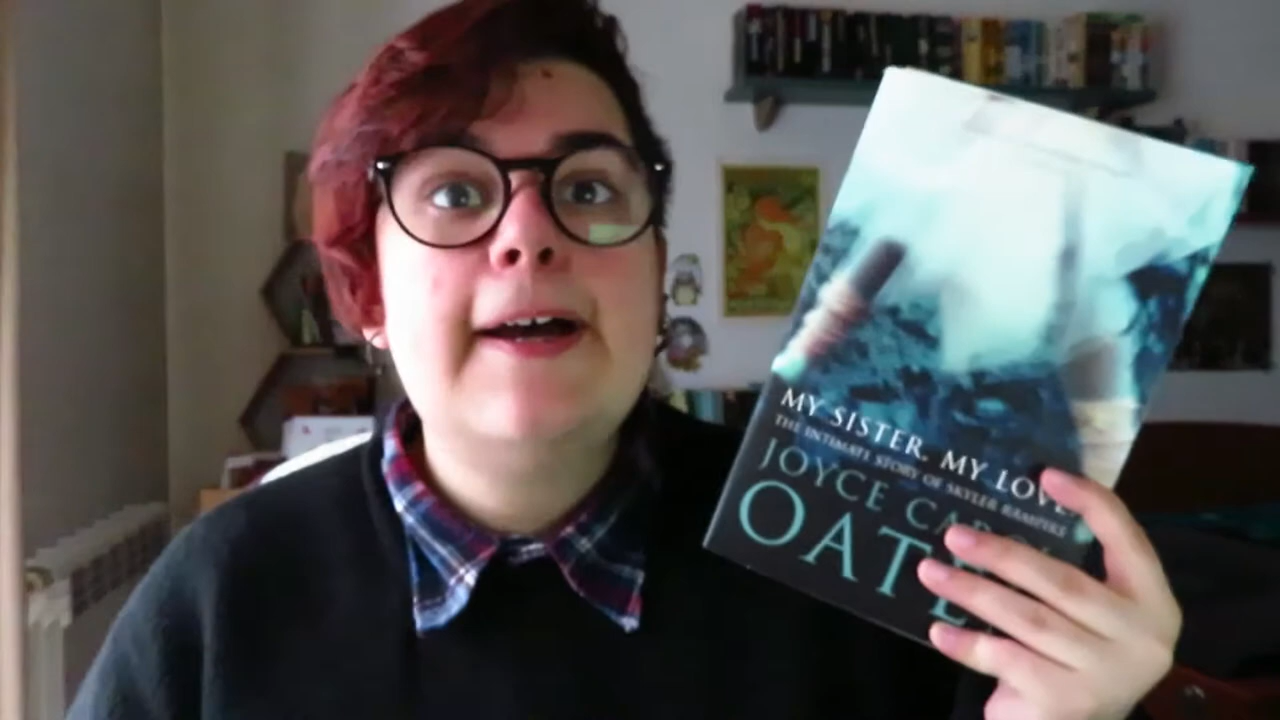 MY SISTER, MY LOVE
THE INTIMATE STORY OF SKYLER RAMPIKE
JOYCE CAROL
OATES